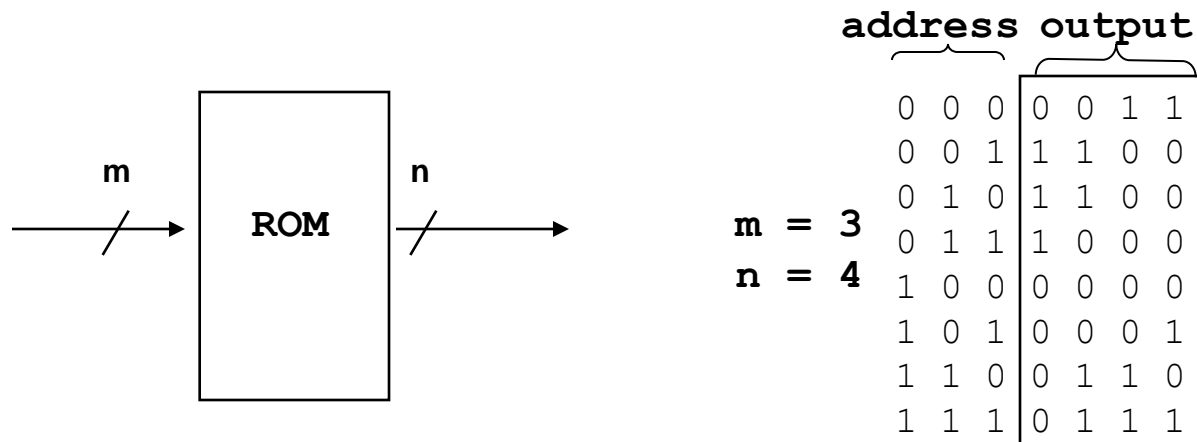 address output
m
n
ROM
m = 3
n = 4
0 0 0 0 0 1 1
0 0 1 1 1 0 0
0 1 0 1 1 0 0
0 1 1 1 0 0 0
1 0 0 0 0 0 0
1 0 1 0 0 0 1
1 1 0 0 1 1 0
1 1 1 0 1 1 1